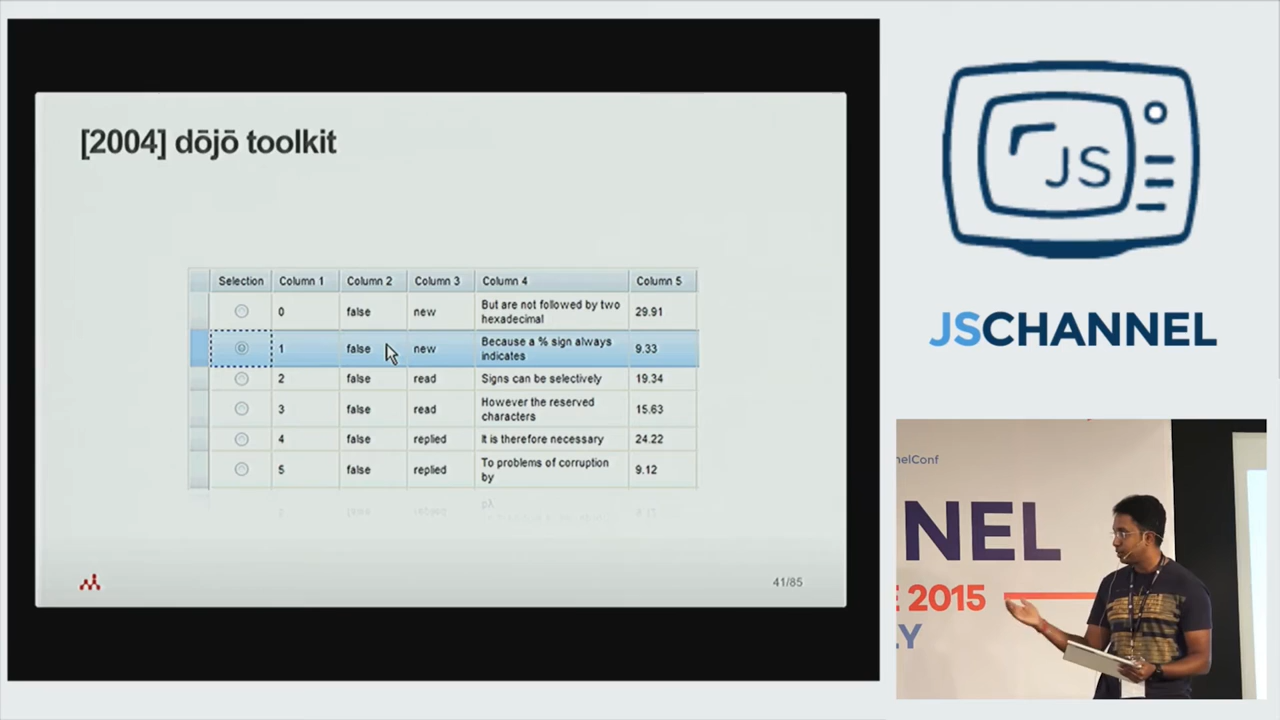 [2004] dōjō toolkit
Selection Column 1 Column 2 Column 3 Column 4 Column 5
0 false new But are not followed by two hexadecimal 29.91
1 false new Because a % sign always indicates 9.33
2 false read Signs can be selectively 19.34
3 false read However the reserved characters 15.63
4 false replied It is therefore necessary 24.22
5 false replied To problems of corruption by 9.12
41/85
JS
JSCHANNEL
nelConf
NEL
E 2015
LY